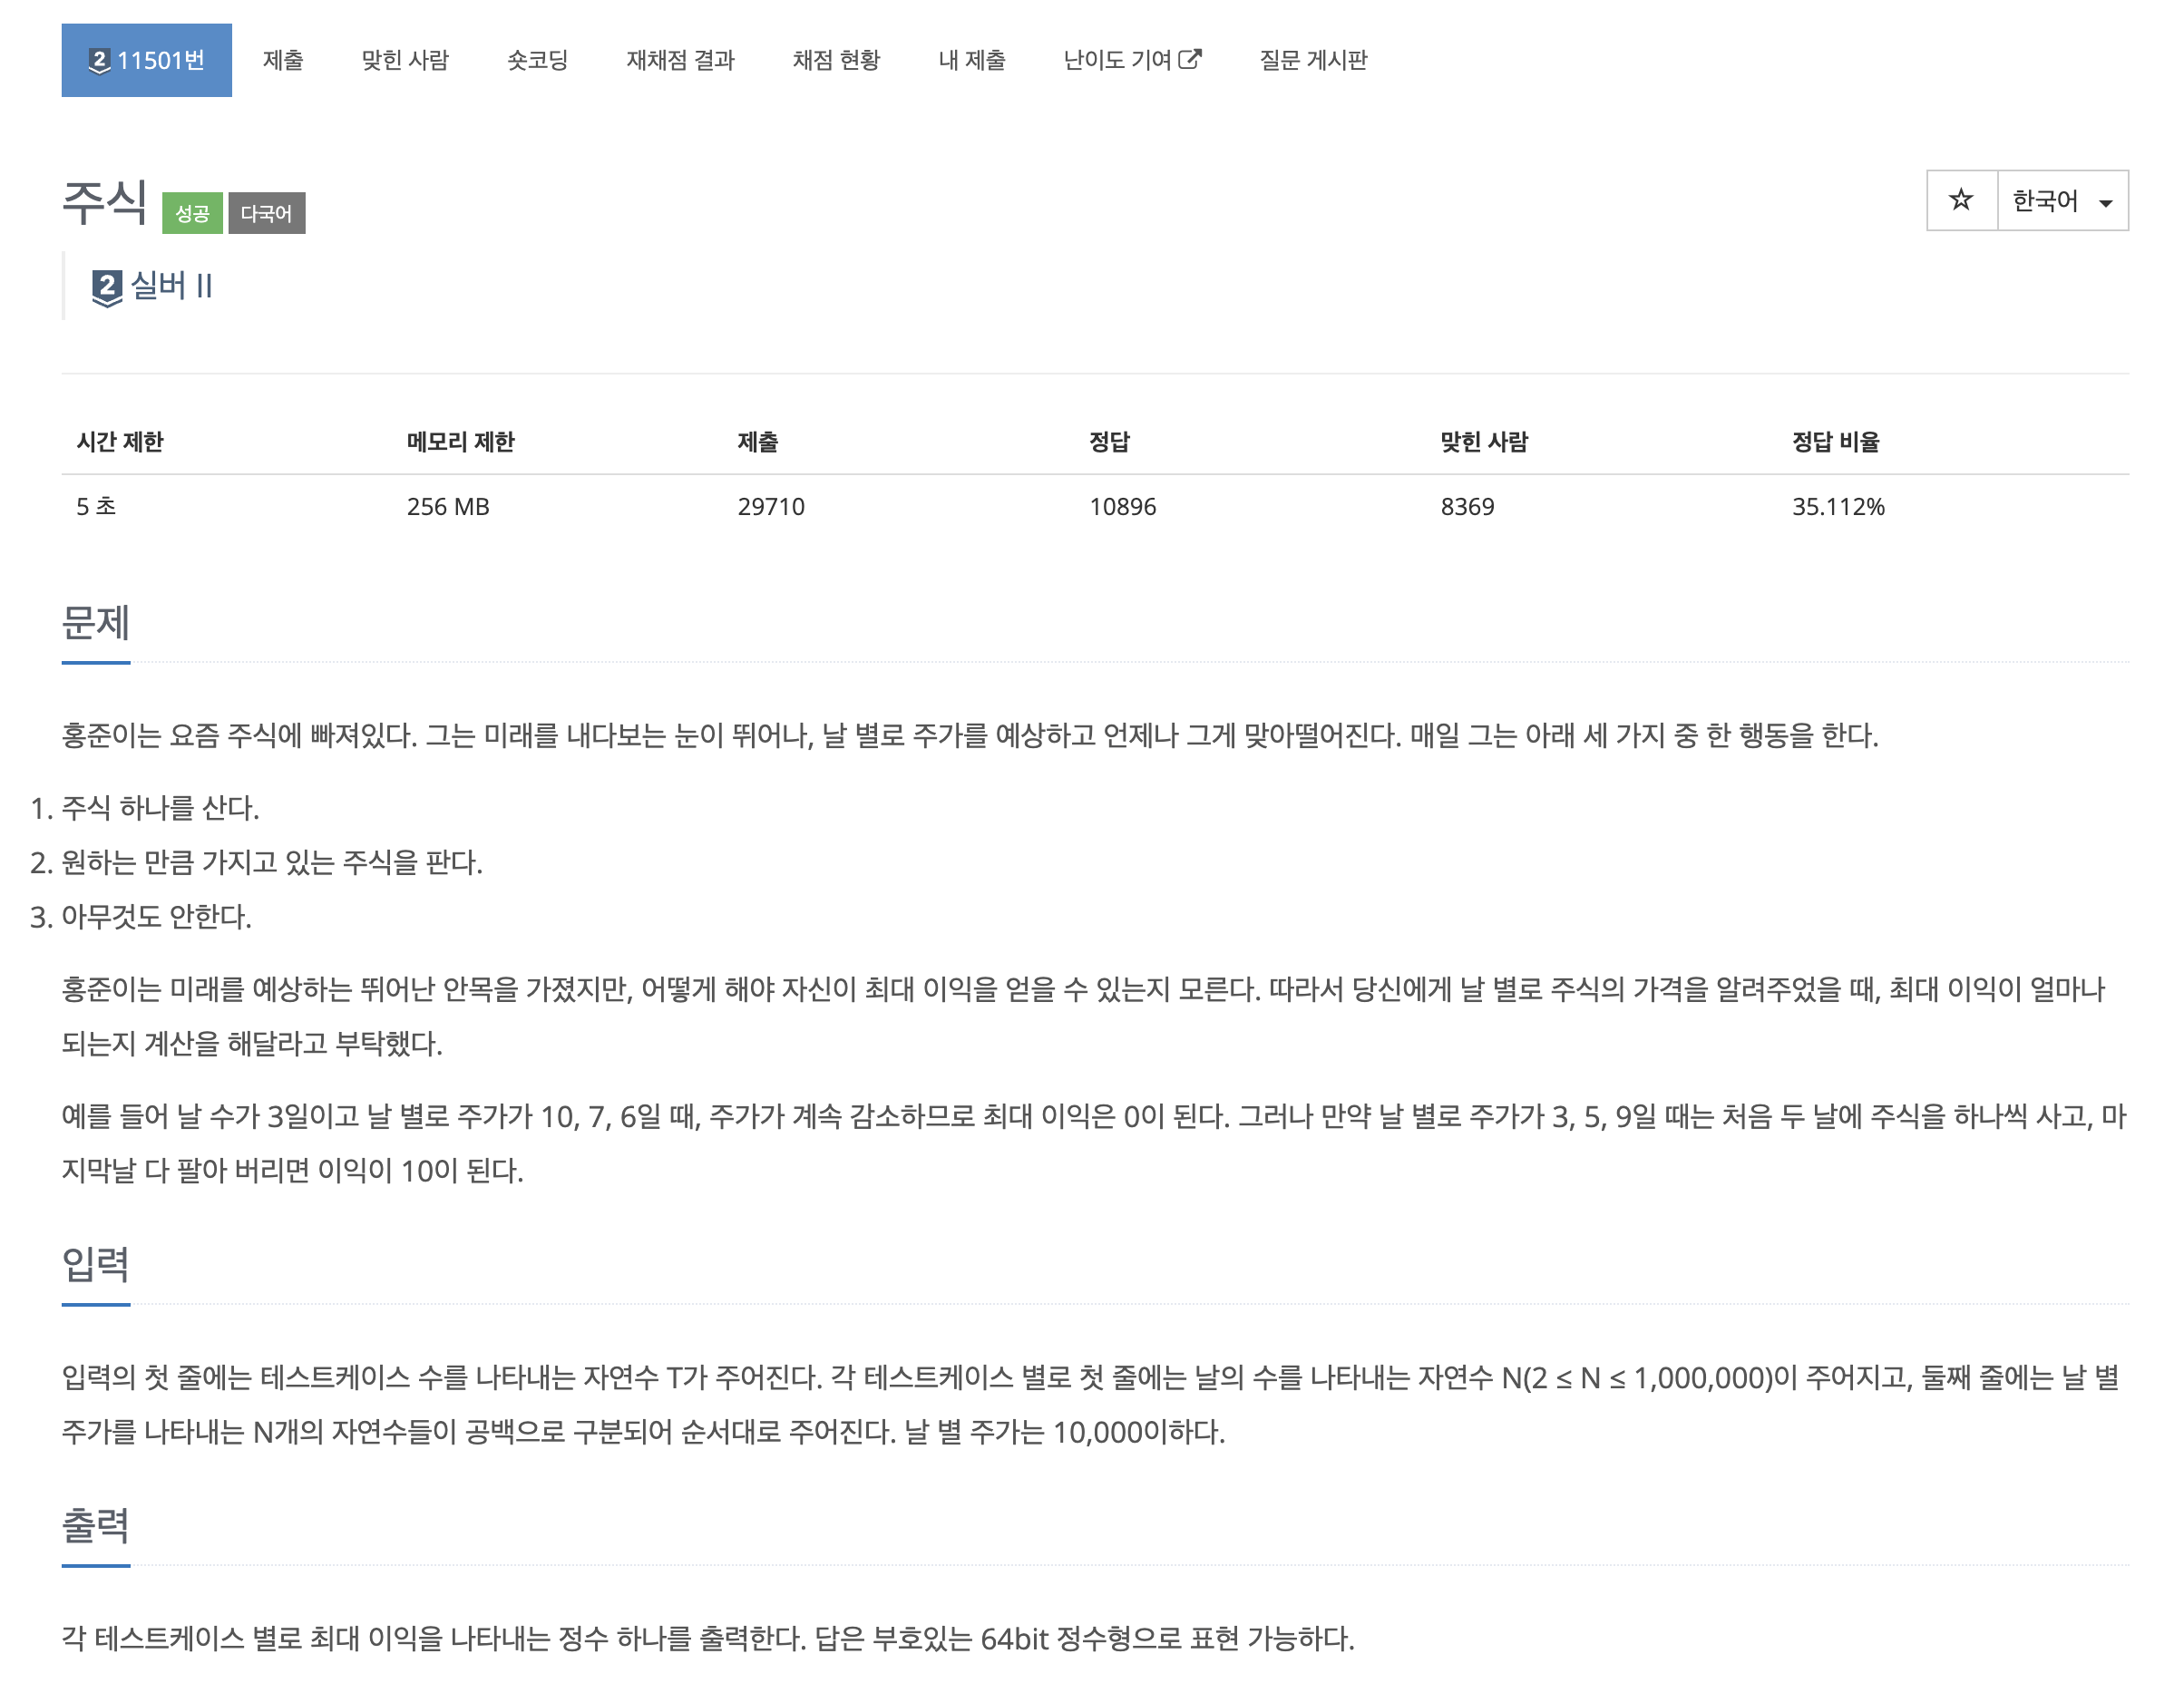 2 11501번 제출 맞힌 사람 숏코딩 재채점 결과 채점 현황 내 제출 난이도 기여 질문 게시판
주식 성공 다국어 ☆ 한국어
2 실버 II
시간 제한 메모리 제한 제출 정답 맞힌 사람 정답 비율
5 초 256 MB 29710 10896 8369 35.112%
문제
홍준이는 요즘 주식에 빠져있다. 그는 미래를 내다보는 눈이 뛰어나, 날 별로 주가를 예상하고 언제나 그게 맞아떨어진다. 매일 그는 아래 세 가지 중 한 행동을 한다.
1. 주식 하나를 산다.
2. 원하는 만큼 가지고 있는 주식을 판다.
3. 아무것도 안한다.
홍준이는 미래를 예상하는 뛰어난 안목을 가졌지만, 어떻게 해야 자신이 최대 이익을 얻을 수 있는지 모른다. 따라서 당신에게 날 별로 주식의 가격을 알려주었을 때, 최대 이익이 얼마나
되는지 계산을 해달라고 부탁했다.
예를 들어 날 수가 3일이고 날 별로 주가가 10, 7, 6일 때, 주가가 계속 감소하므로 최대 이익은 0이 된다. 그러나 만약 날 별로 주가가 3, 5, 9일 때는 처음 두 날에 주식을 하나씩 사고, 마
지막날 다 팔아 버리면 이익이 10이 된다.
입력
입력의 첫 줄에는 테스트케이스 수를 나타내는 자연수 T가 주어진다. 각 테스트케이스 별로 첫 줄에는 날의 수를 나타내는 자연수 N(2 ≤ N ≤ 1,000,000)이 주어지고, 둘째 줄에는 날 별
주가를 나타내는 N개의 자연수들이 공백으로 구분되어 순서대로 주어진다. 날 별 주가는 10,000이하다.
출력
각 테스트케이스 별로 최대 이익을 나타내는 정수 하나를 출력한다. 답은 부호있는 64bit 정수형으로 표현 가능하다.